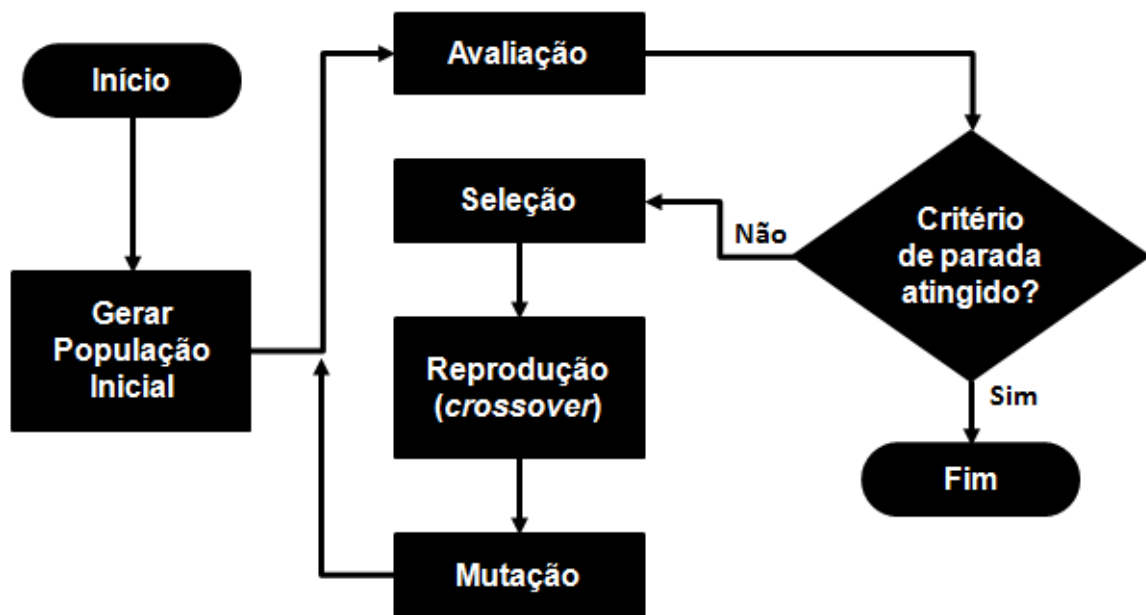 Início
Gerar
População
Inicial
Avaliação
Seleção
Reprodução
(crossover)
Mutação
Critério
de parada
atingido?
Não
Sim
Fim